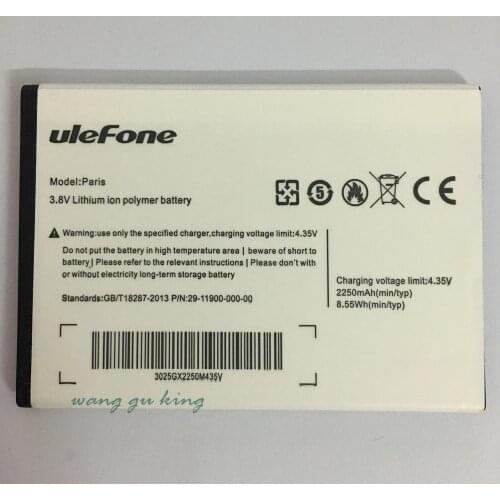 uleFone
Model:Paris
3.8V Lithium ion polymer battery
5
CE
Warning:use only the specified charger,charging voltage limit:4.35V
Do not put the battery in high temperature area | beware of short to
battery | Please refer to the relevant instructions | Disassemble with
or without electricity long-term storage battery
Charging voltage limit:4.35V
2250mAh(min/typ)
8.55Wh(min/typ)
Standards:GB/T18287-2013 P/N:29-11900-000-00
3025GX2250M435V
wang gu king